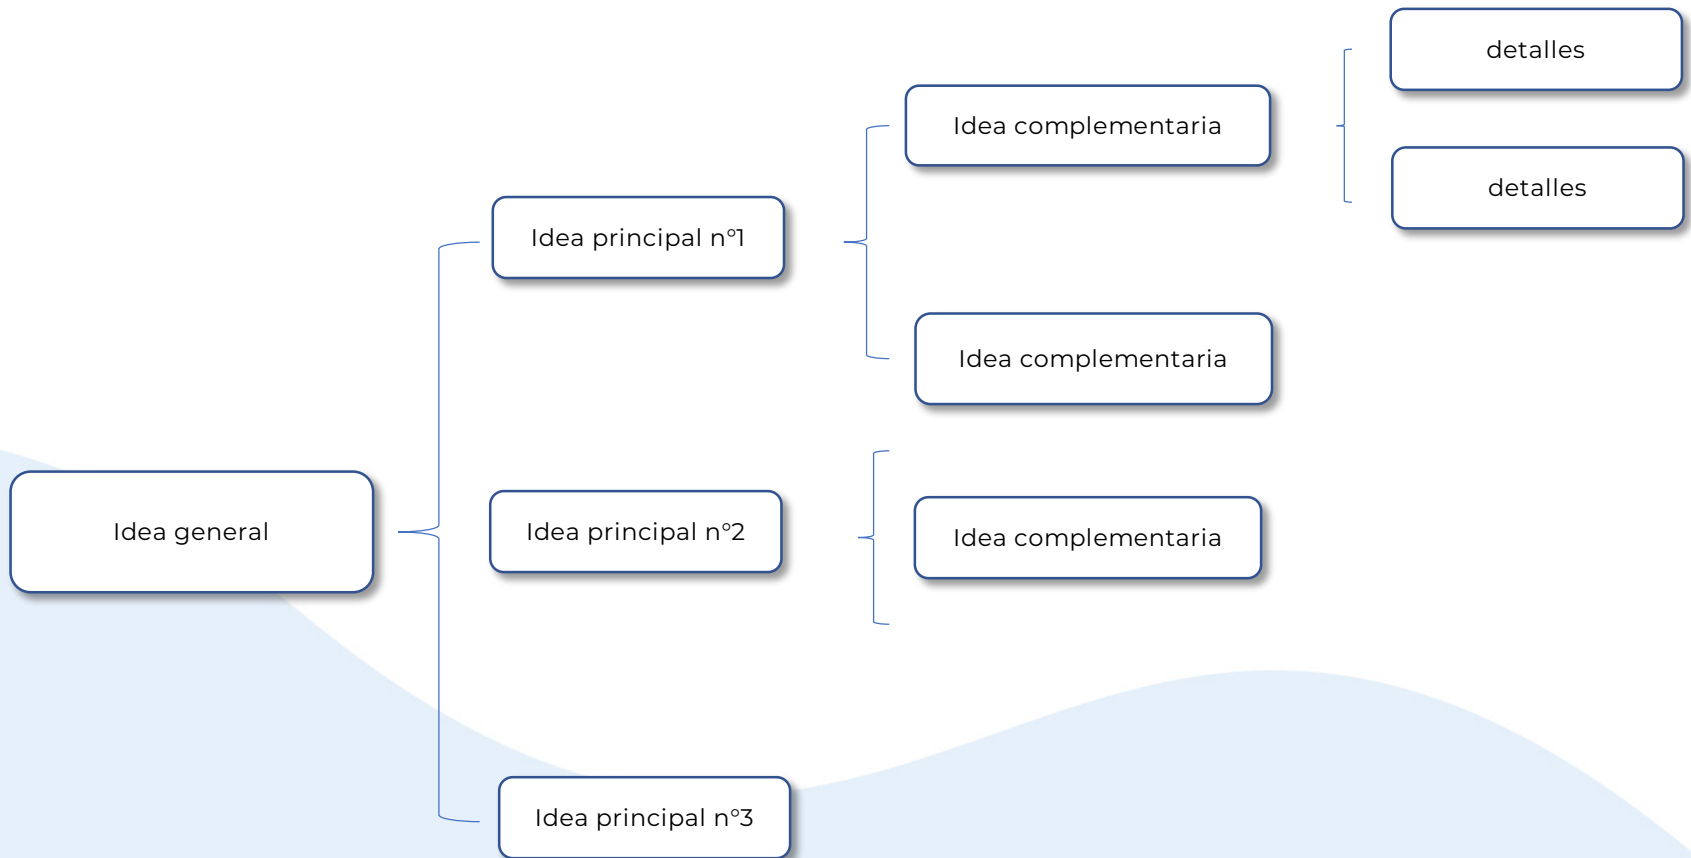 detalles
Idea complementaria
detalles
Idea principal n°1
Idea complementaria
Idea general
Idea principal n°2
Idea complementaria
Idea principal n°3